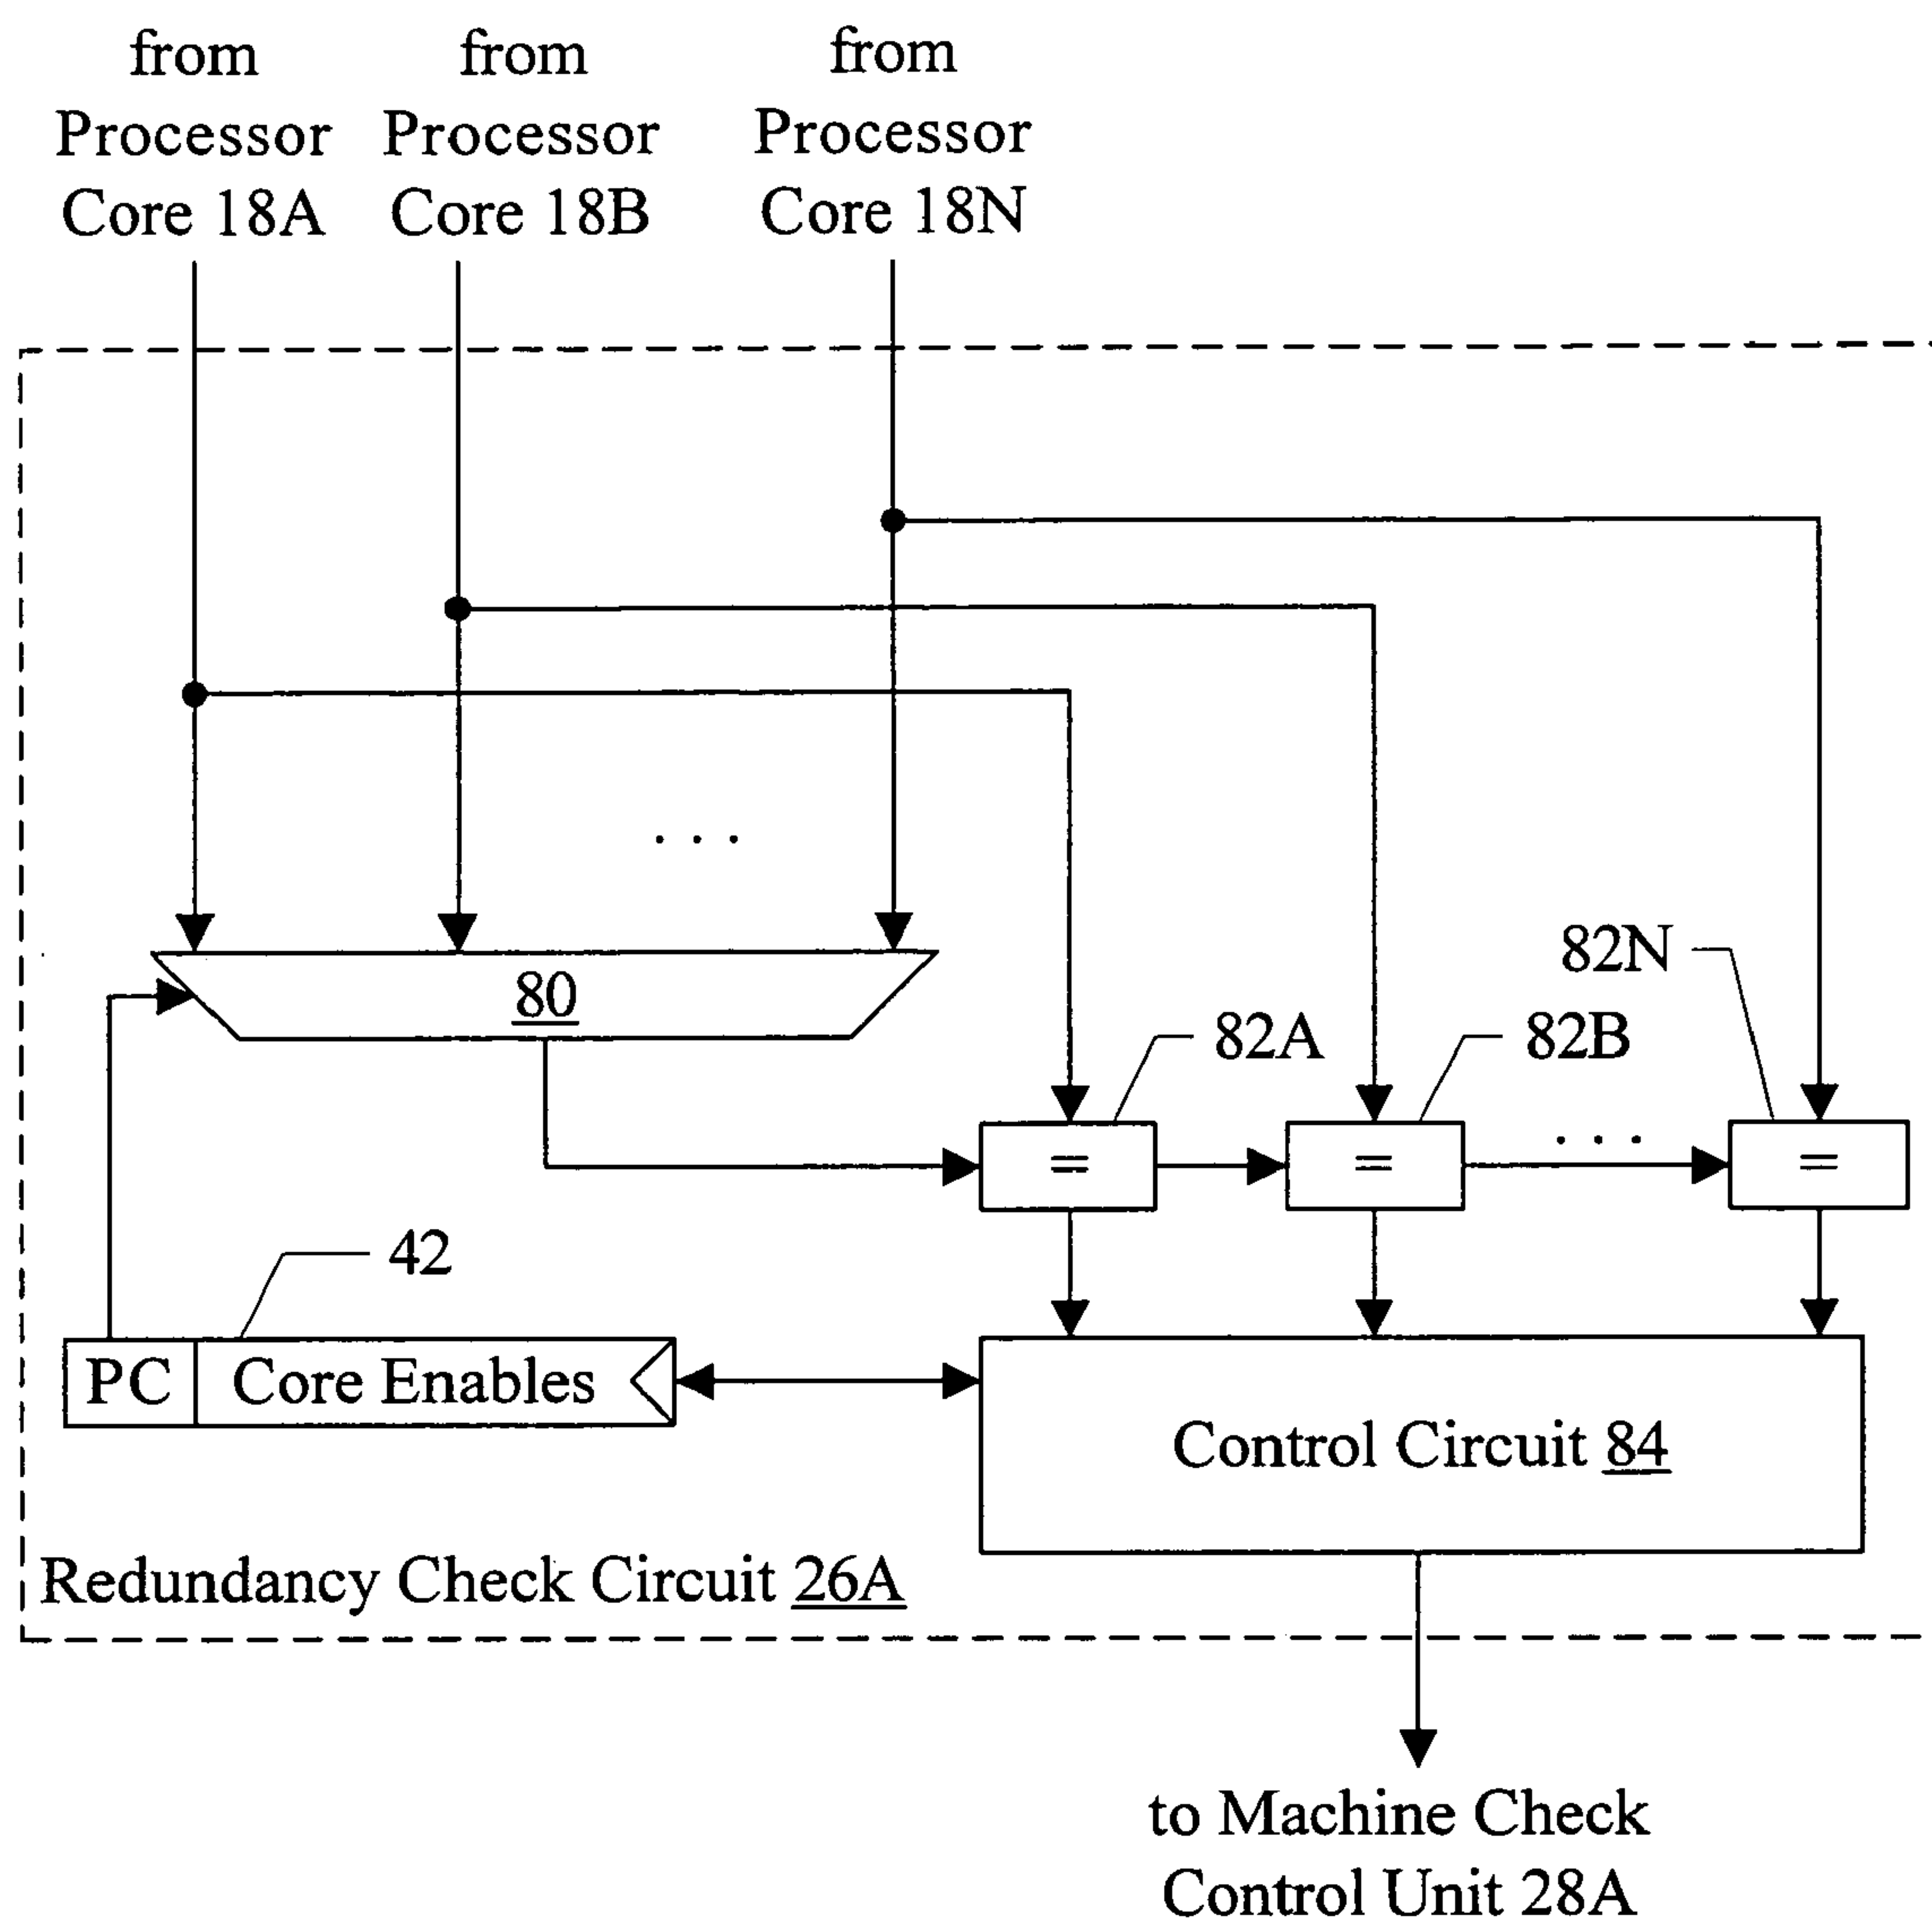 from
Processor
Core 18A
from
Processor
Core 18B
from
Processor
Core 18N
. . .
80
82A
82B
82N
=
=
. . .
=
42
PC
Core Enables
Control Circuit 84
Redundancy Check Circuit 26A
to Machine Check
Control Unit 28A